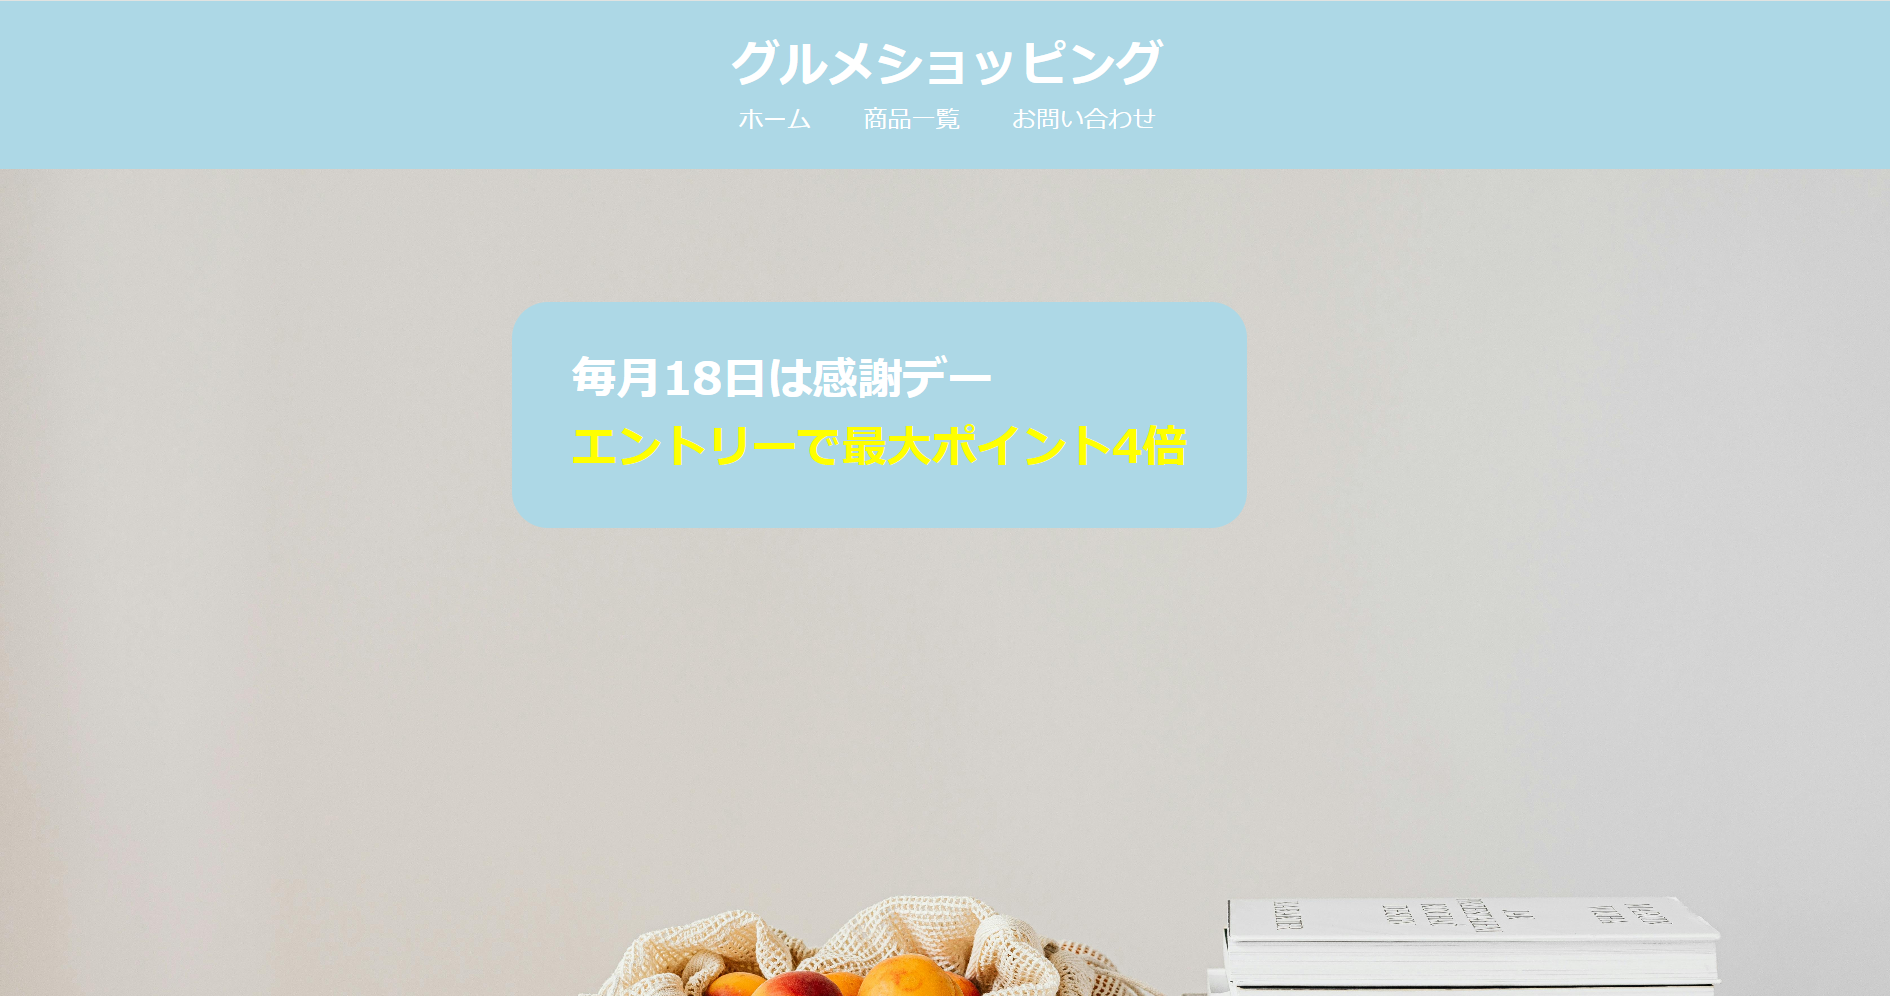 グルメショッピング
ホーム 商品一覧 お問い合わせ
毎月18日は感謝デー
エントリーで最大ポイント4倍